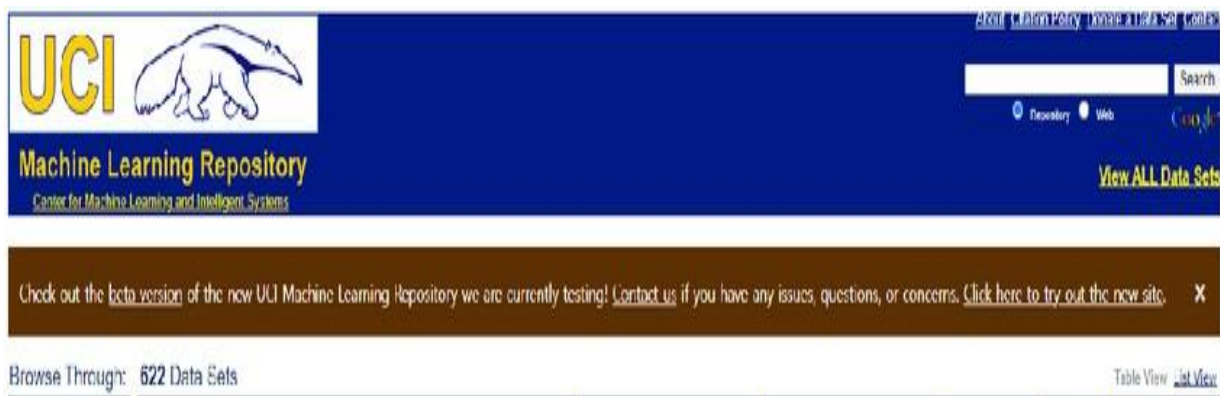 About Citation Policy Donate a Data Set Contact
UCI
Search
Repository Web
Google
Machine Learning Repository
View ALL Data Sets
Center for Machine Learning and Intelligent Systems
Check out the beta version of the new UCI Machine Learning Repository we are currently testing! Contact us if you have any issues, questions, or concerns. Click here to try out the new site. X
Browse Through: 622 Data Sets
Table View List View